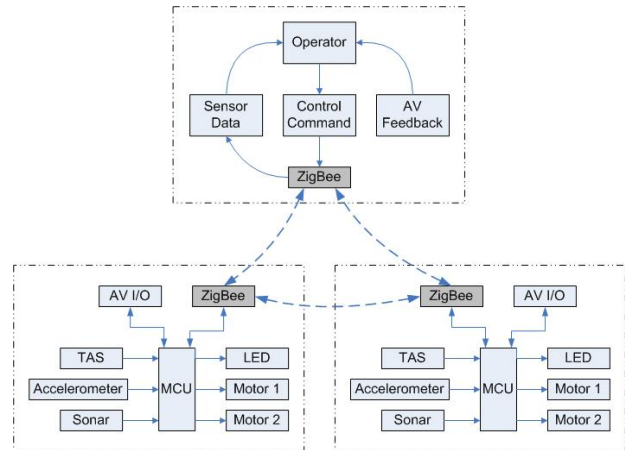 Operator
Sensor
Data
Control
Command
AV
Feedback
ZigBee
AV I/O
ZigBee
TAS
Accelerometer
Sonar
MCU
LED
Motor 1
Motor 2
ZigBee
AV I/O
TAS
Accelerometer
Sonar
MCU
LED
Motor 1
Motor 2